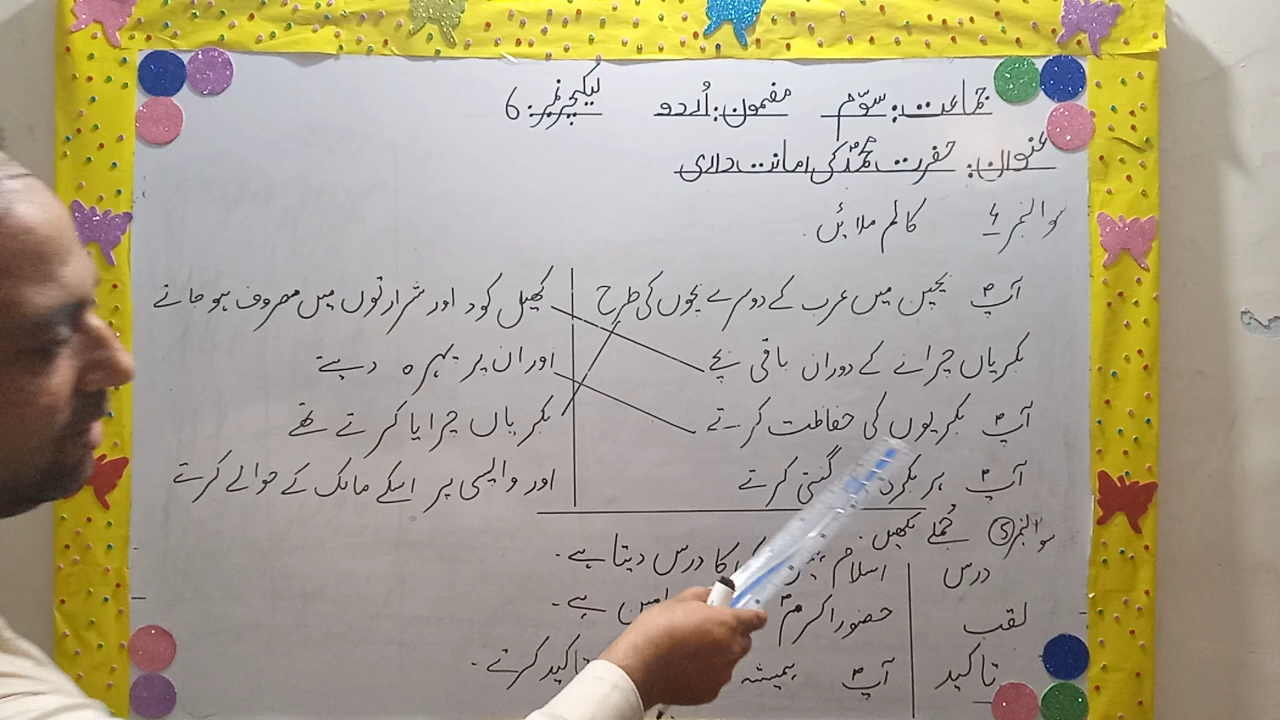 جماعت: سوّم مضمون: اُردو لیکچر نمبر: 6
عنوان: حضرت محمدؐ کی امانت داری
سوال نمبر 4 کالم ملائیں.
آپؐ بچپن میں عرب کے دوسرے بچوں کی طرح کھیل کود اور شرارتوں میں مصروف ہو جاتے
بکریاں چرانے کے دوران باقی بچے اور ان پر پہرہ دیتے
آپؐ بکریوں کی حفاظت کرتے بکریاں چرایا کرتے تھے
آپؐ ہر گنتی کرتے اور واپسی پر اسکے مالک کے حوالے کرتے
سوال نمبر 5 جُملے لکھیں.
درس اسلام کا درس دیتا ہے.
لقب حضور اکرمؐ امین ہے.
تاکید آپؐ ہمیشہ تاکید کرتے.